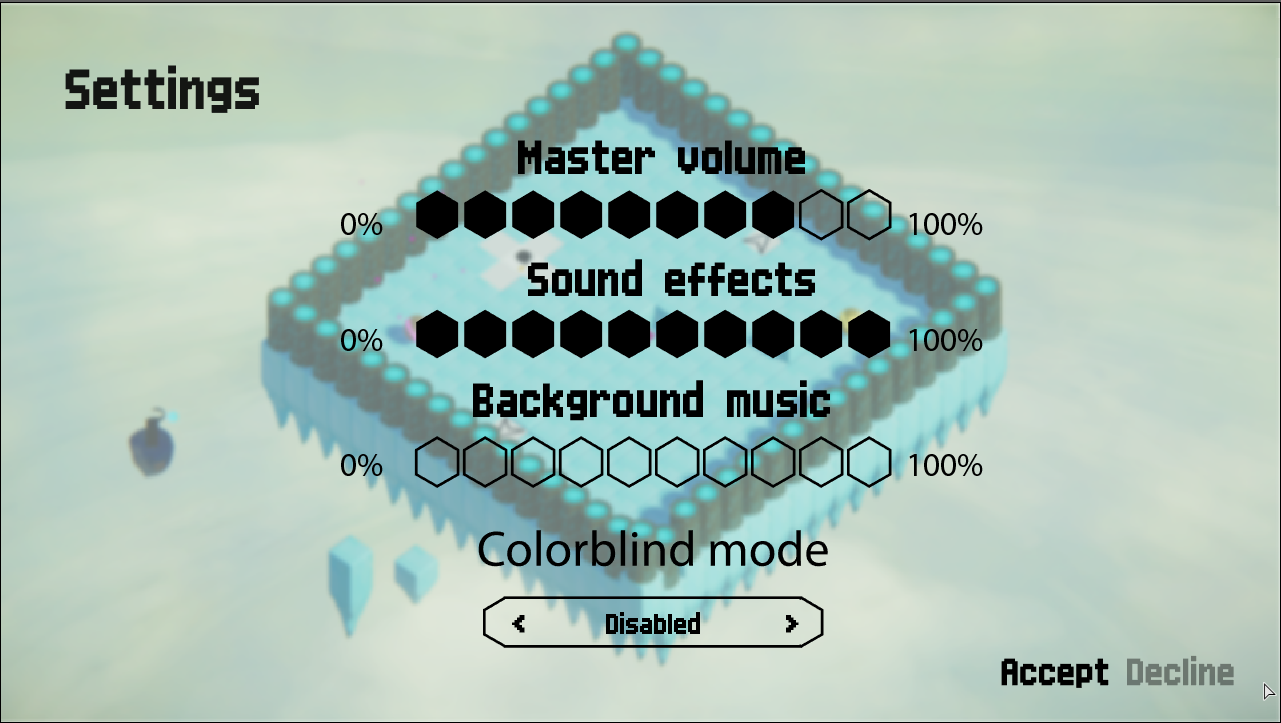 Settings
Master volume
0% 100%
Sound effects
0% 100%
Background music
0% 100%
Colorblind mode
< Disabled >
Accept Decline